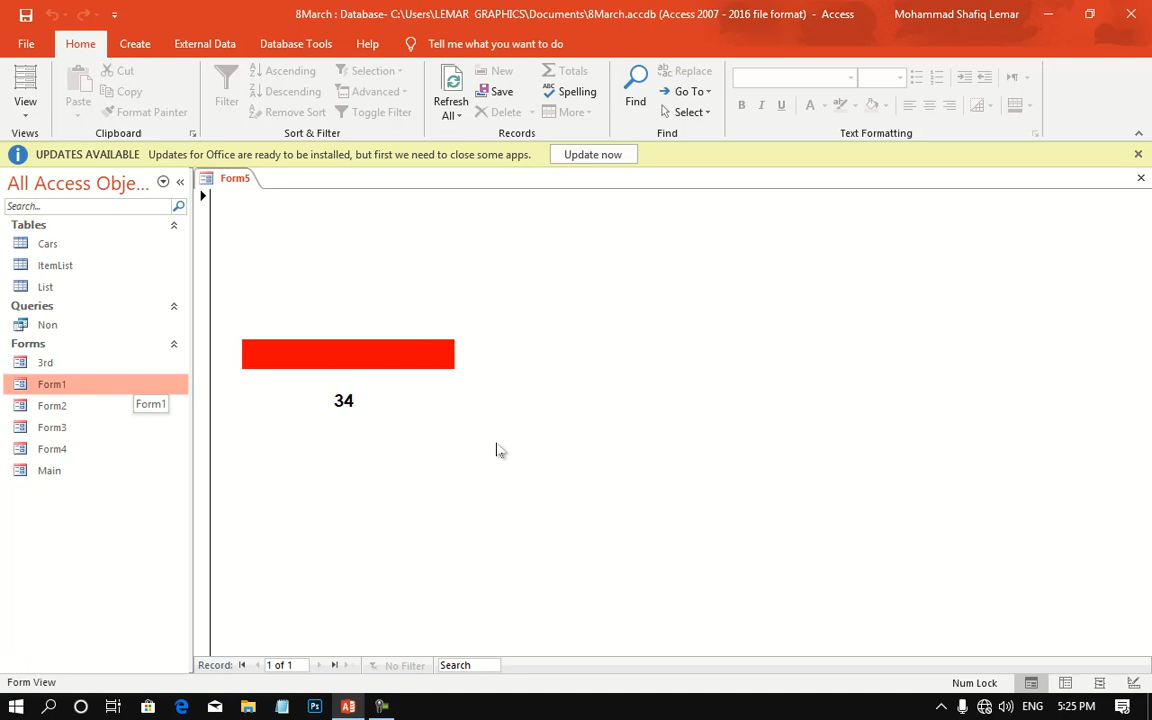 8March : Database- C:\Users\LEMAR GRAPHICS\Documents\8March.accdb (Access 2007 - 2016 file format) - Access
Mohammad Shafiq Lemar
File Home Create External Data Database Tools Help Tell me what you want to do
View
Views
Paste
Cut
Copy
Format Painter
Clipboard
Filter
Ascending
Descending
Remove Sort
Selection
Advanced
Toggle Filter
Sort & Filter
Refresh
All
New
Save
Delete
Totals
Spelling
More
Records
Find
Replace
Go To
Select
Find
B I U
A
Text Formatting
UPDATES AVAILABLE Updates for Office are ready to be installed, but first we need to close some apps. Update now
All Access Obje...
Search...
Tables
Cars
ItemList
List
Queries
Non
Forms
3rd
Form1
Form1
Form2
Form3
Form4
Main
Form5
34
Record: 1 of 1 No Filter Search
Form View
Num Lock
ENG 5:25 PM